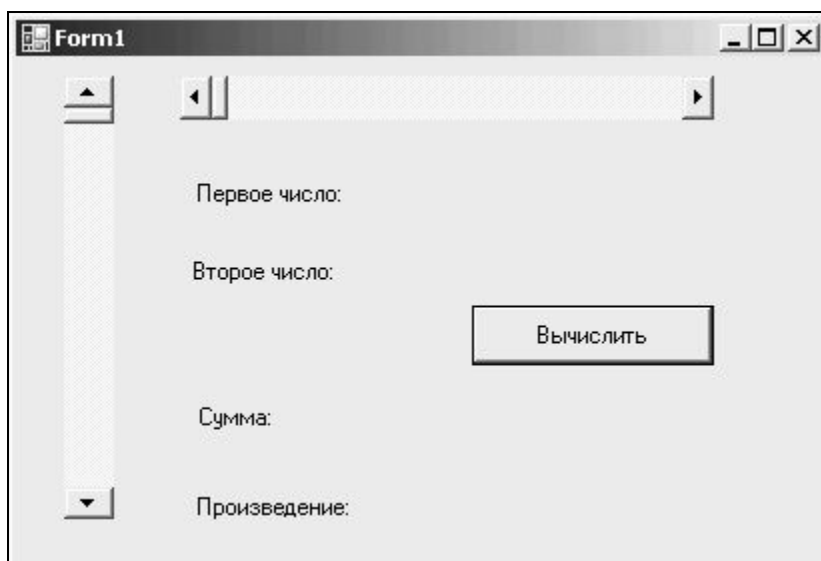 Form1
Первое число:
Второе число:
Вычислить
Сумма:
Произведение: